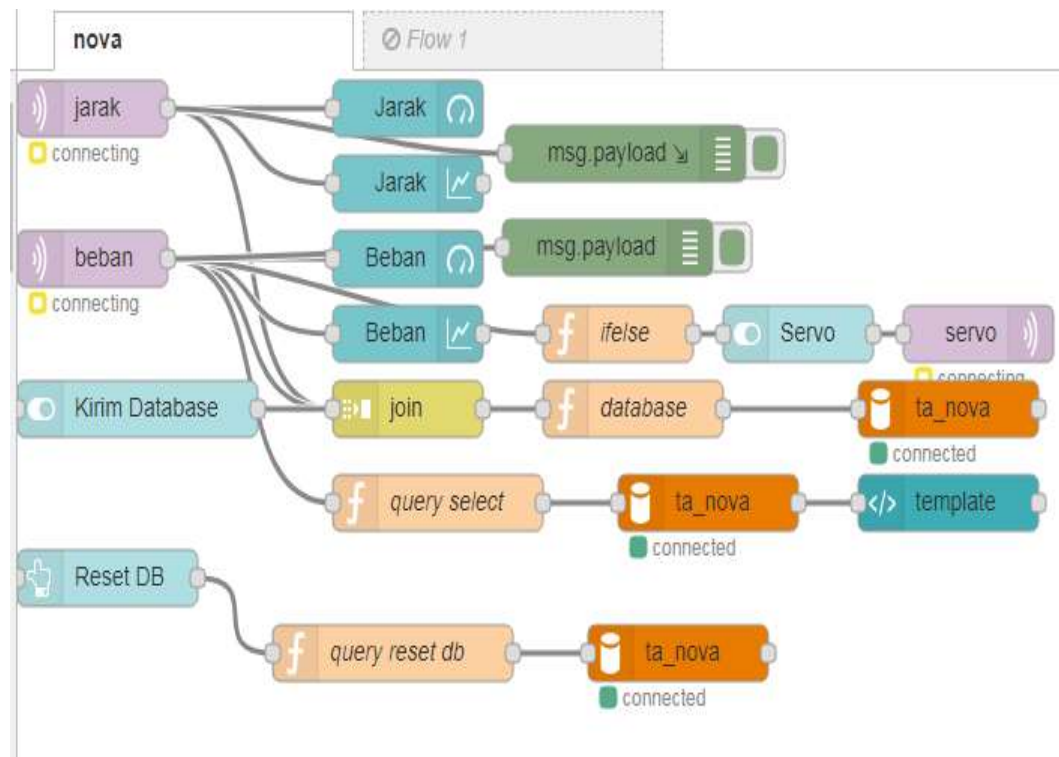 nova
Flow 1
jarak
connecting
Jarak
msg.payload
Jarak
beban
connecting
Beban
msg.payload
Beban
ifelse
Servo
servo
connecting
Kirim Database
join
database
ta_nova
connected
query select
ta_nova
connected
</> template
Reset DB
query reset db
ta_nova
connected